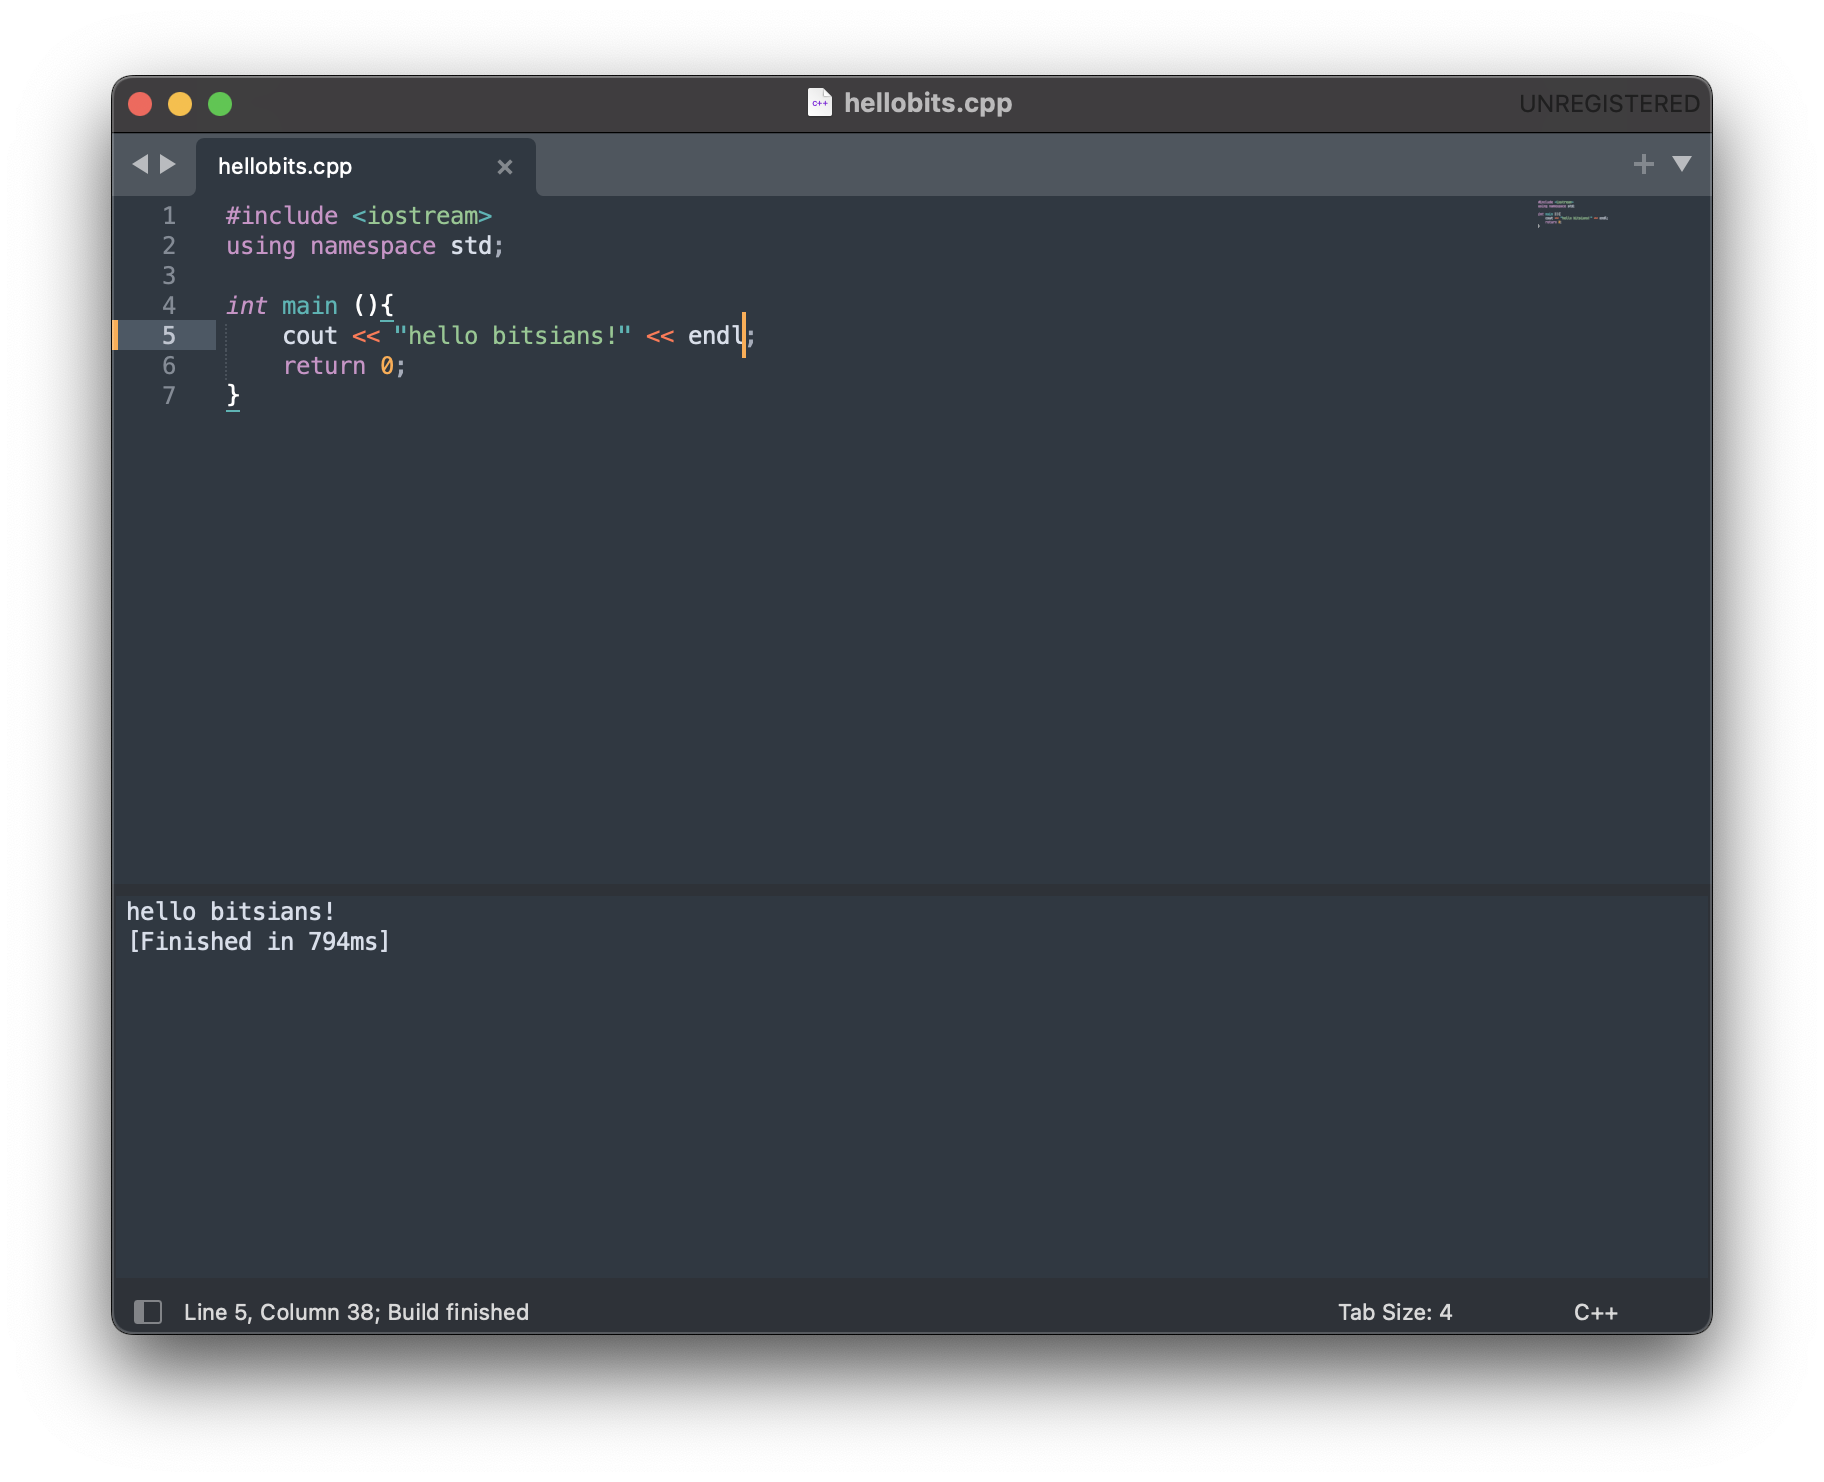 hellobits.cpp
UNREGISTERED
hellobits.cpp
1 #include <iostream>
2 using namespace std;
3
4 int main (){
5     cout << "hello bitsians!" << endl;
6     return 0;
7 }
hello bitsians!
[Finished in 794ms]
Line 5, Column 38; Build finished
Tab Size: 4
C++